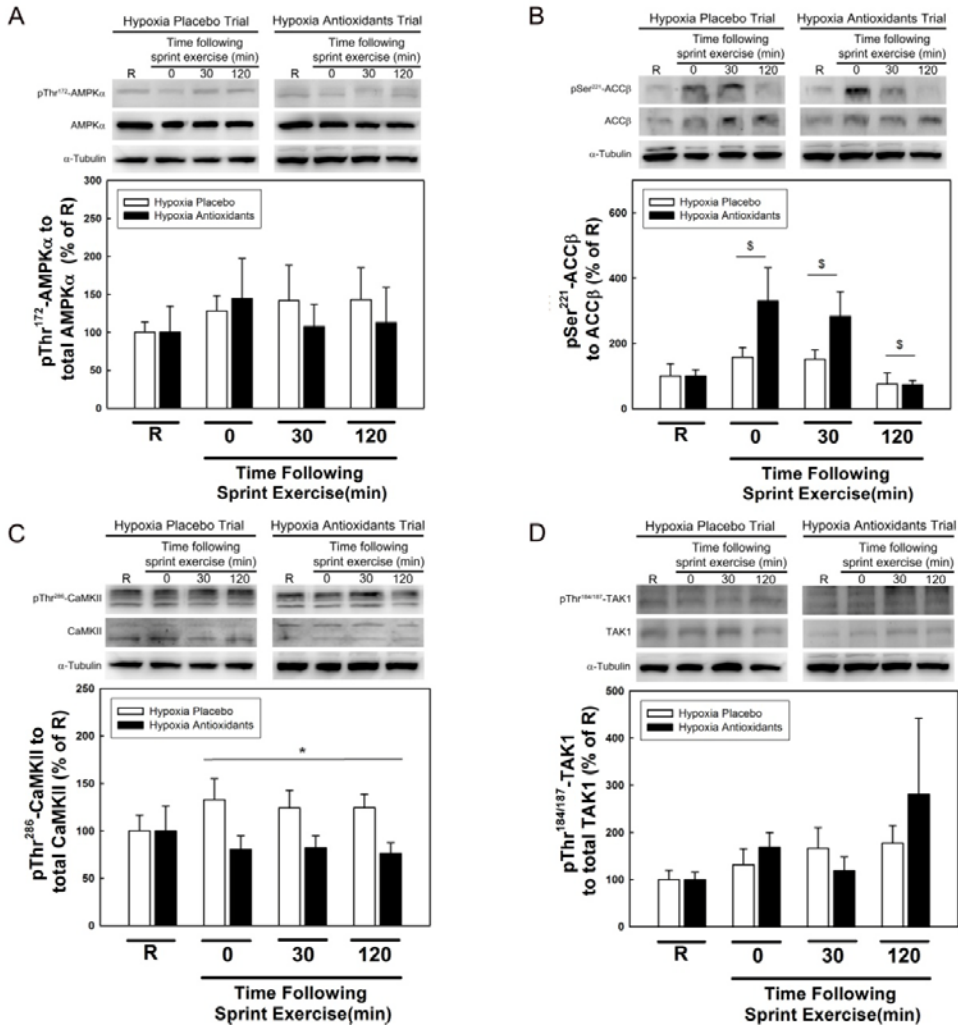 A
Hypoxia Placebo Trial Hypoxia Antioxidants Trial
Time following sprint exercise (min) Time following sprint exercise (min)
R 0 30 120 R 0 30 120
pThr¹⁷²-AMPKα
AMPKα
α-Tubulin
pThr¹⁷²-AMPKα to total AMPKα (% of R)
300
250
200
150
100
50
0
Hypoxia Placebo
Hypoxia Antioxidants
R 0 30 120
Time Following
Sprint Exercise(min)
B
Hypoxia Placebo Trial Hypoxia Antioxidants Trial
Time following sprint exercise (min) Time following sprint exercise (min)
R 0 30 120 R 0 30 120
pSer²²¹-ACCβ
ACCβ
α-Tubulin
pSer²²¹-ACCβ to ACCβ (% of R)
600
400
200
0
Hypoxia Placebo
Hypoxia Antioxidants
$ $ $
R 0 30 120
Time Following
Sprint Exercise(min)
C
Hypoxia Placebo Trial Hypoxia Antioxidants Trial
Time following sprint exercise (min) Time following sprint exercise (min)
R 0 30 120 R 0 30 120
pThr²⁸⁶-CaMKII
CaMKII
α-Tubulin
pThr²⁸⁶-CaMKII to total CaMKII (% of R)
250
200
150
100
50
0
Hypoxia Placebo
Hypoxia Antioxidants
*
R 0 30 120
Time Following
Sprint Exercise(min)
D
Hypoxia Placebo Trial Hypoxia Antioxidants Trial
Time following sprint exercise (min) Time following sprint exercise (min)
R 0 30 120 R 0 30 120
pThr¹⁸⁴/¹⁸⁷-TAK1
TAK1
α-Tubulin
pThr¹⁸⁴/¹⁸⁷-TAK1 to total TAK1 (% of R)
500
400
300
200
100
0
Hypoxia Placebo
Hypoxia Antioxidants
R 0 30 120
Time Following
Sprint Exercise(min)